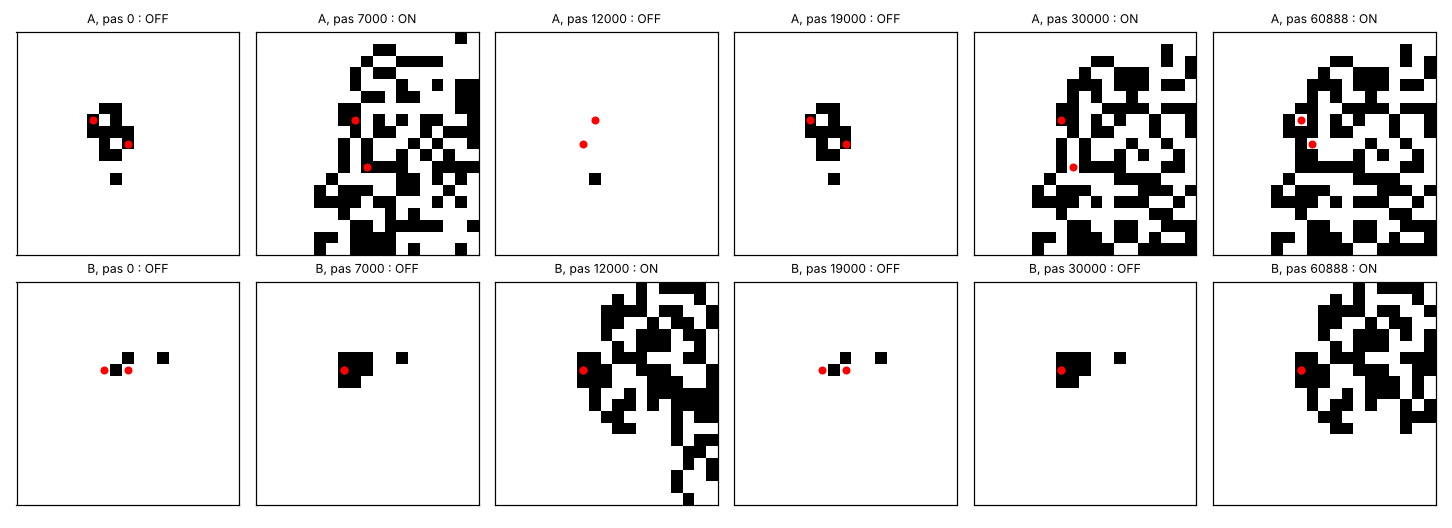 A, pas 0 : OFF
A, pas 7000 : ON
A, pas 12000 : OFF
A, pas 19000 : OFF
A, pas 30000 : ON
A, pas 60888 : ON
B, pas 0 : OFF
B, pas 7000 : OFF
B, pas 12000 : ON
B, pas 19000 : OFF
B, pas 30000 : OFF
B, pas 60888 : ON